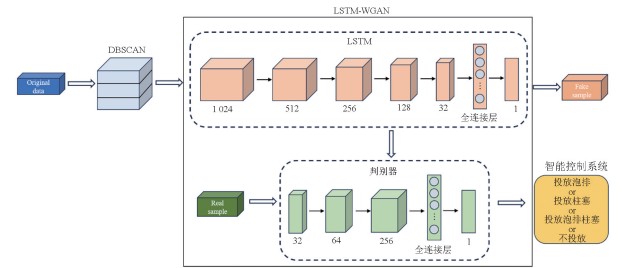 LSTM-WGAN
LSTM
DBSCAN
Original
data
1 024
512
256
128
32
全连接层
1
Fake
sample
判别器
Real
sample
32
64
256
全连接层
1
智能控制系统
投放泡排
or
投放柱塞
or
投放泡排柱塞
or
不投放